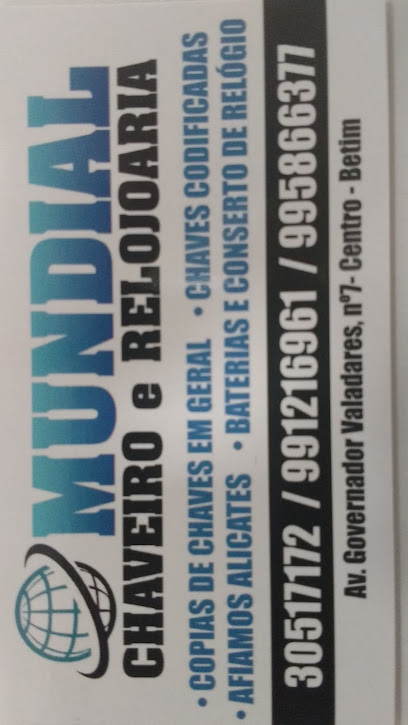 MUNDIAL
CHAVEIRO e RELOJOARIA
• COPIAS DE CHAVES EM GERAL • CHAVES CODIFICADAS
• AFIAMOS ALICATES • BATERIAS E CONSERTO DE RELÓGIO
30517172 / 991216961 / 995866377
Av. Governador Valadares, nº7- Centro - Betim